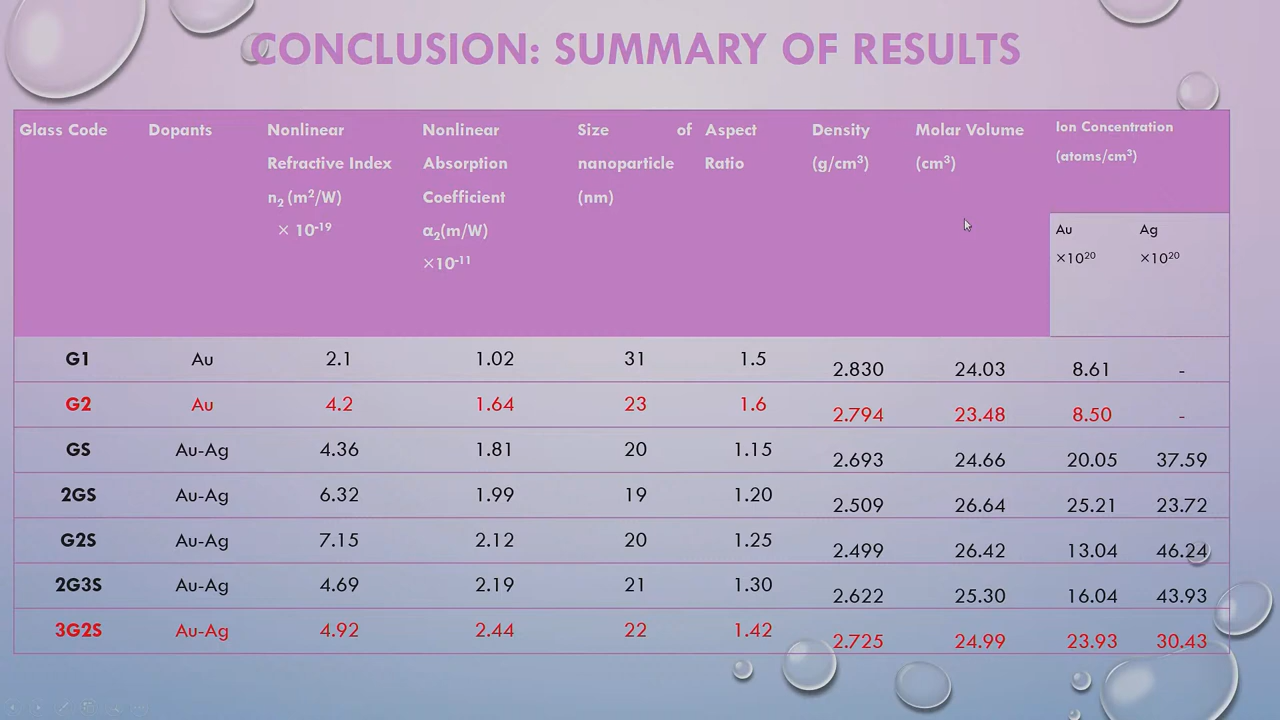 CONCLUSION: SUMMARY OF RESULTS
Glass Code Dopants Nonlinear Nonlinear Size of Aspect Density Molar Volume Ion Concentration
Refractive Index Absorption nanoparticle Ratio (g/cm³) (cm³) (atoms/cm³)
n₂ (m²/W) Coefficient (nm)
× 10⁻¹⁹ α₂(m/W) Au Ag
×10⁻¹¹ ×10²⁰ ×10²⁰
G1 Au 2.1 1.02 31 1.5 2.830 24.03 8.61 -
G2 Au 4.2 1.64 23 1.6 2.794 23.48 8.50 -
GS Au-Ag 4.36 1.81 20 1.15 2.693 24.66 20.05 37.59
2GS Au-Ag 6.32 1.99 19 1.20 2.509 26.64 25.21 23.72
G2S Au-Ag 7.15 2.12 20 1.25 2.499 26.42 13.04 46.24
2G3S Au-Ag 4.69 2.19 21 1.30 2.622 25.30 16.04 43.93
3G2S Au-Ag 4.92 2.44 22 1.42 2.725 24.99 23.93 30.43